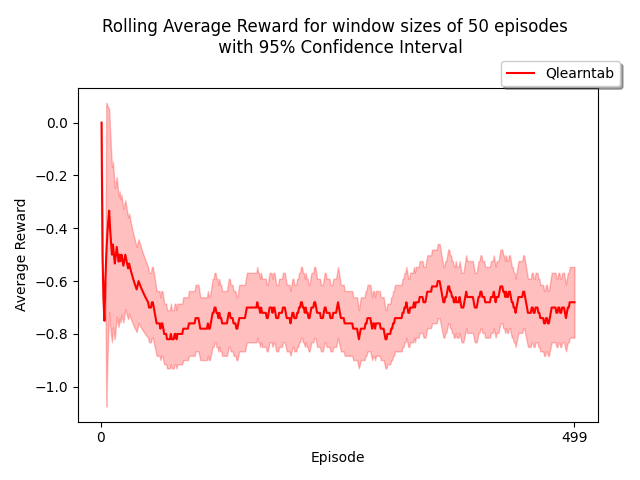 Rolling Average Reward for window sizes of 50 episodes
with 95% Confidence Interval
Qlearntab
0.0
−0.2
−0.4
−0.6
−0.8
−1.0
Average Reward
0
499
Episode